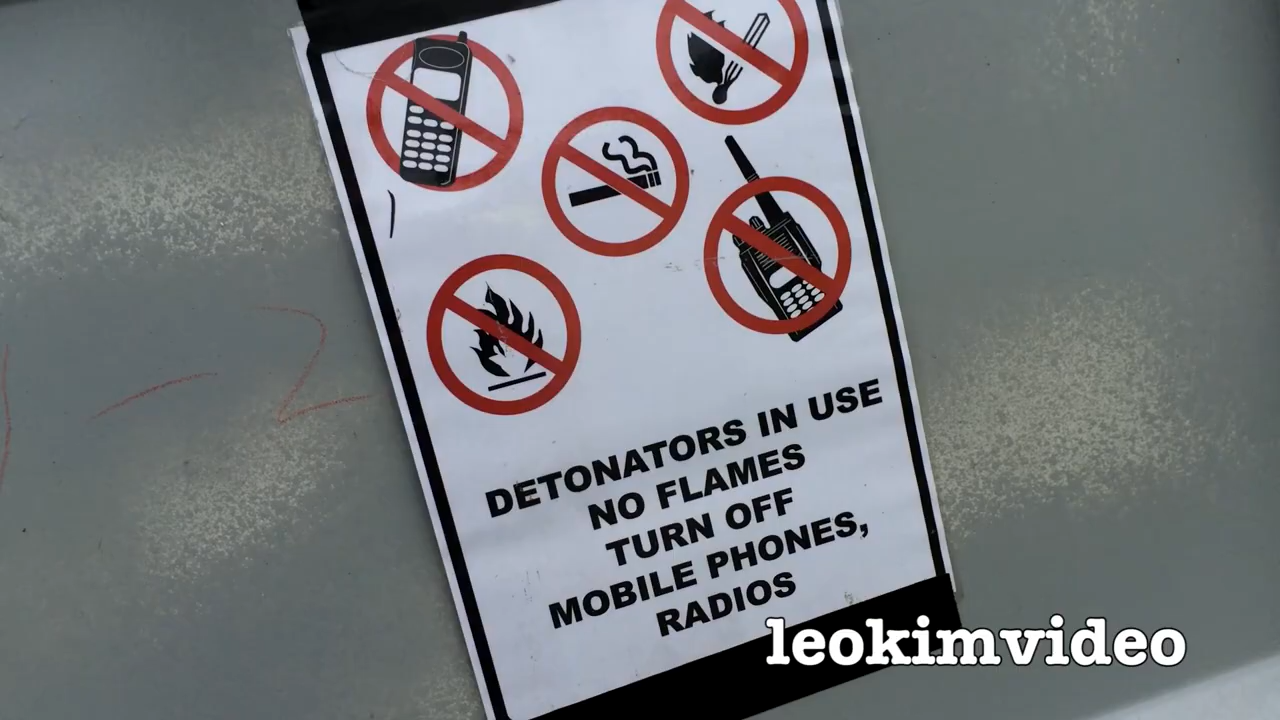 DETONATORS IN USE
NO FLAMES
TURN OFF
MOBILE PHONES,
RADIOS
leokimvideo